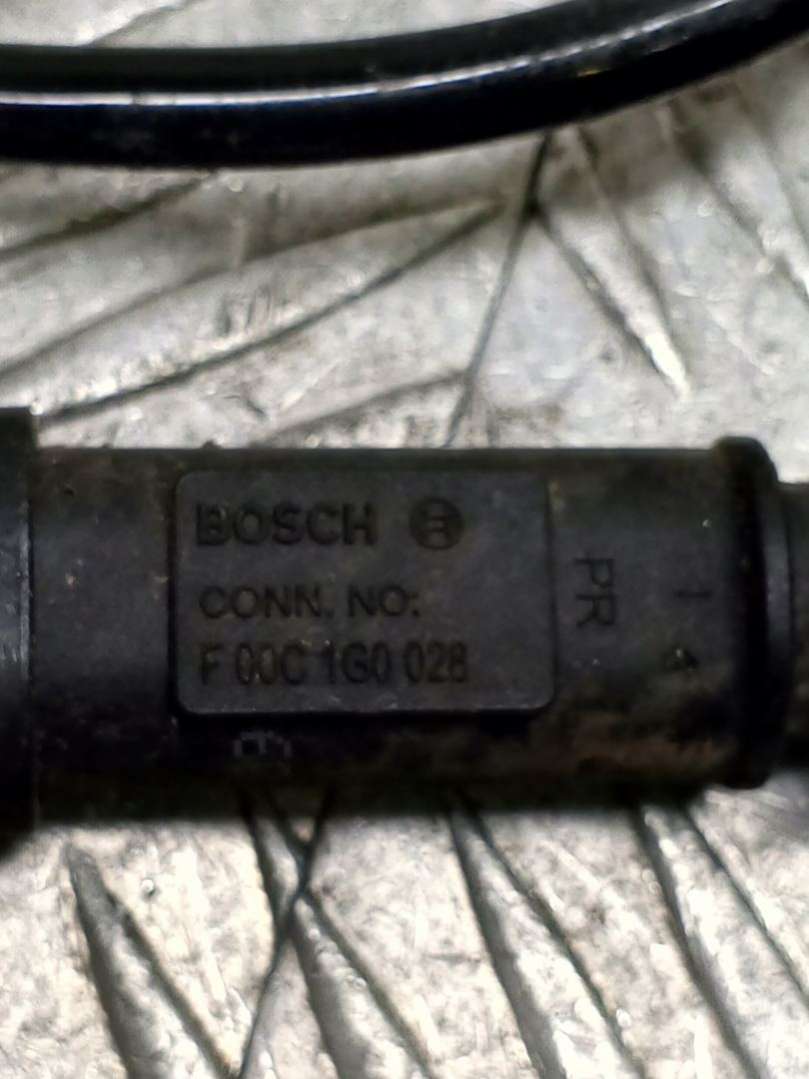 BOSCH
CONN. NO:
F 00C 1G0 028
PR